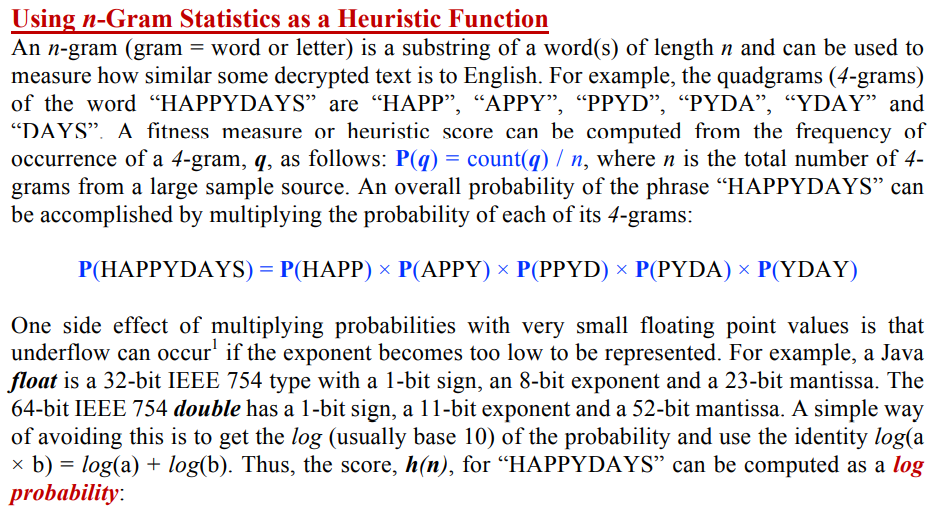 Using n-Gram Statistics as a Heuristic Function
An n-gram (gram = word or letter) is a substring of a word(s) of length n and can be used to
measure how similar some decrypted text is to English. For example, the quadgrams (4-grams)
of the word “HAPPYDAYS” are “HAPP”, “APPY”, “PPYD”, “PYDA”, “YDAY” and
“DAYS”. A fitness measure or heuristic score can be computed from the frequency of
occurrence of a 4-gram, q, as follows: P(q) = count(q) / n, where n is the total number of 4-
grams from a large sample source. An overall probability of the phrase “HAPPYDAYS” can
be accomplished by multiplying the probability of each of its 4-grams:
P(HAPPYDAYS) = P(HAPP) × P(APPY) × P(PPYD) × P(PYDA) × P(YDAY)
One side effect of multiplying probabilities with very small floating point values is that
underflow can occur¹ if the exponent becomes too low to be represented. For example, a Java
float is a 32-bit IEEE 754 type with a 1-bit sign, an 8-bit exponent and a 23-bit mantissa. The
64-bit IEEE 754 double has a 1-bit sign, a 11-bit exponent and a 52-bit mantissa. A simple way
of avoiding this is to get the log (usually base 10) of the probability and use the identity log(a
× b) = log(a) + log(b). Thus, the score, h(n), for “HAPPYDAYS” can be computed as a log
probability: